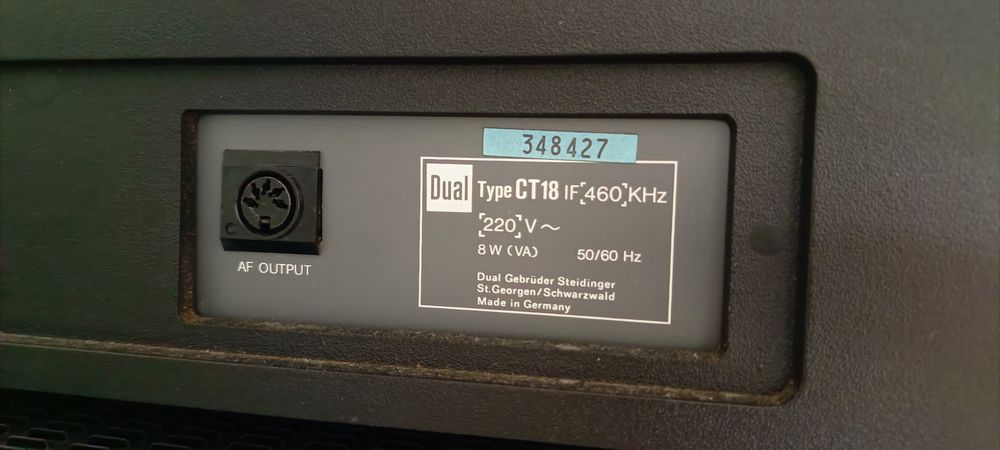 348427
Dual Type CT18 IF[460]KHz
[220]V~
8W (VA) 50/60 Hz
Dual Gebrüder Steidinger
St.Georgen/Schwarzwald
Made in Germany
AF OUTPUT